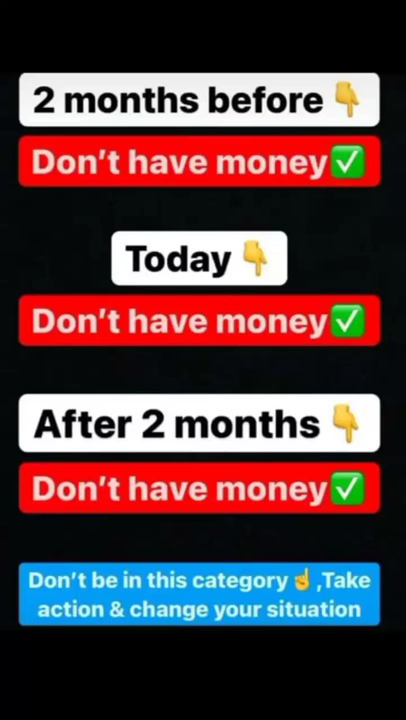 2 months before 👇
Don't have money✅
Today 👇
Don't have money✅
After 2 months 👇
Don't have money✅
Don't be in this category☝️,Take
action & change your situation